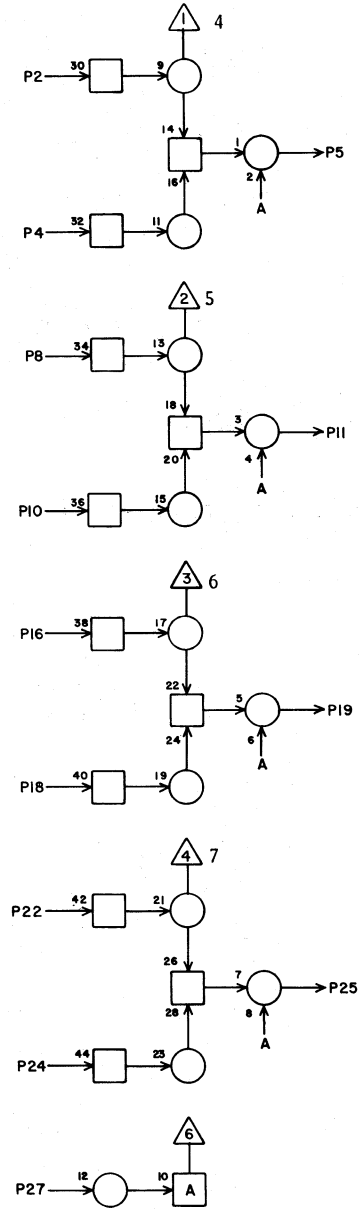 1 4
P2 30 9
14 1 P5
16 2
A
P4 32 11
2 5
P8 34 13
18 3 P11
20 4
A
P10 36 15
3 6
P16 38 17
22 5 P19
24 6
A
P18 40 19
4 7
P22 42 21
26 7 P25
28 8
A
P24 44 23
6
P27 12 10 A